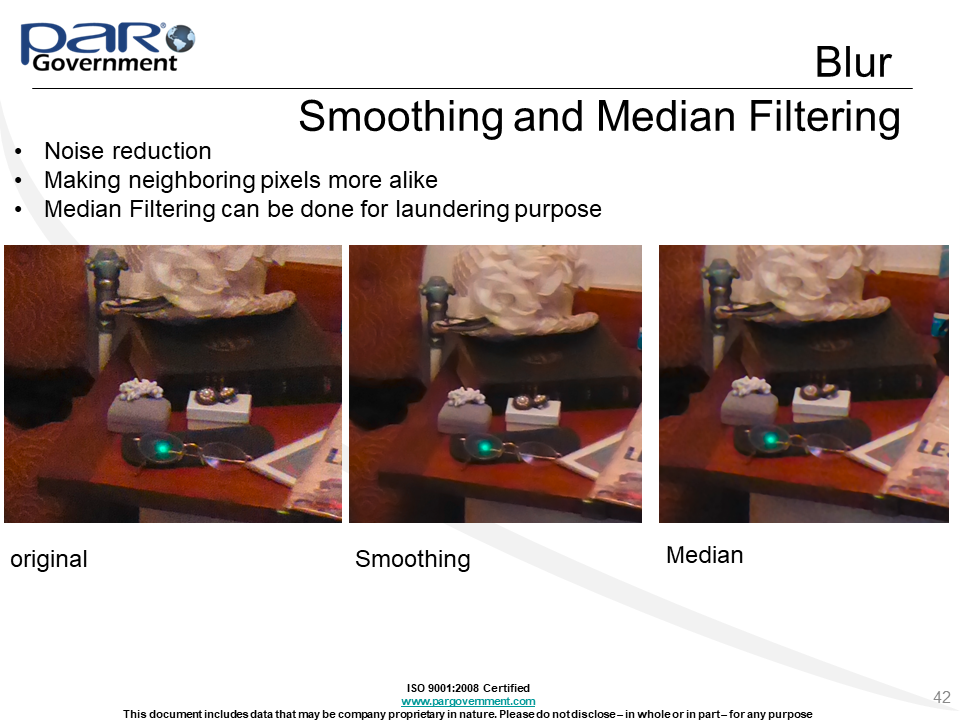 PAR®
Government
Blur
Smoothing and Median Filtering
• Noise reduction
• Making neighboring pixels more alike
• Median Filtering can be done for laundering purpose
original
Smoothing
Median
ISO 9001:2008 Certified
www.pargovernment.com
This document includes data that may be company proprietary in nature. Please do not disclose – in whole or in part – for any purpose
42